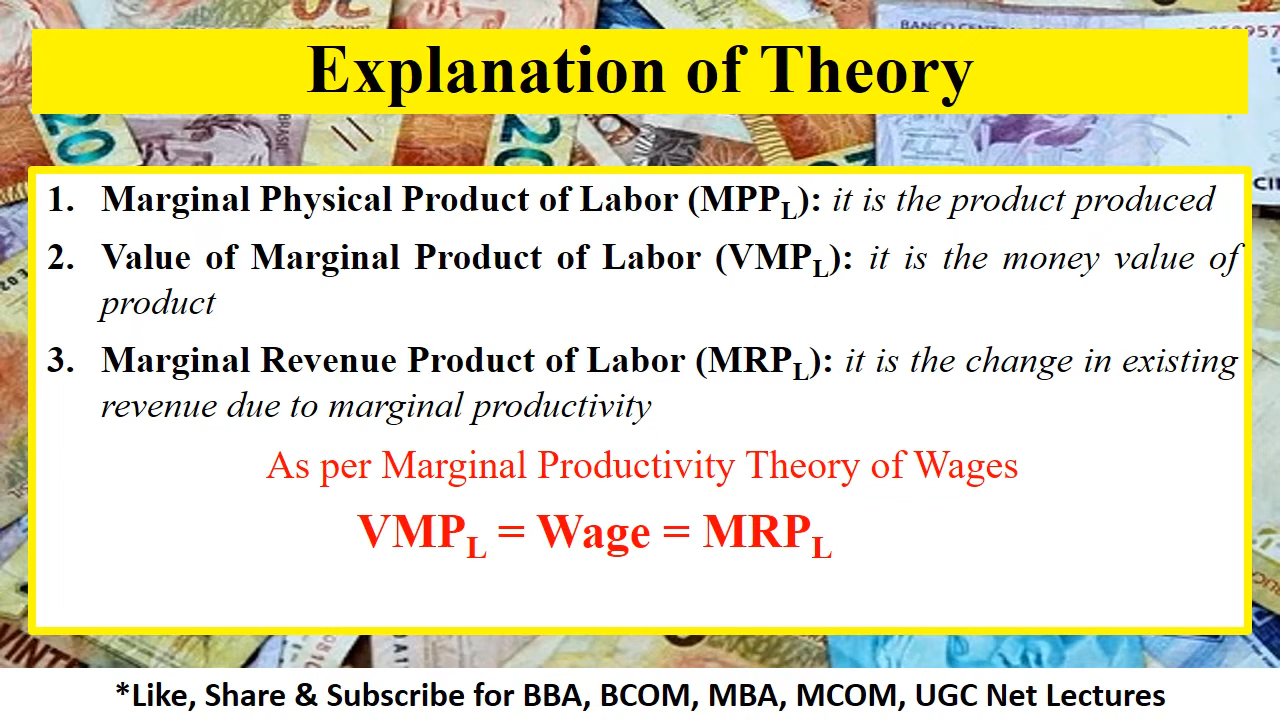 Explanation of Theory
1. Marginal Physical Product of Labor (MPPL): it is the product produced
2. Value of Marginal Product of Labor (VMPL): it is the money value of
product
3. Marginal Revenue Product of Labor (MRPL): it is the change in existing
revenue due to marginal productivity
As per Marginal Productivity Theory of Wages
VMPL = Wage = MRPL
*Like, Share & Subscribe for BBA, BCOM, MBA, MCOM, UGC Net Lectures